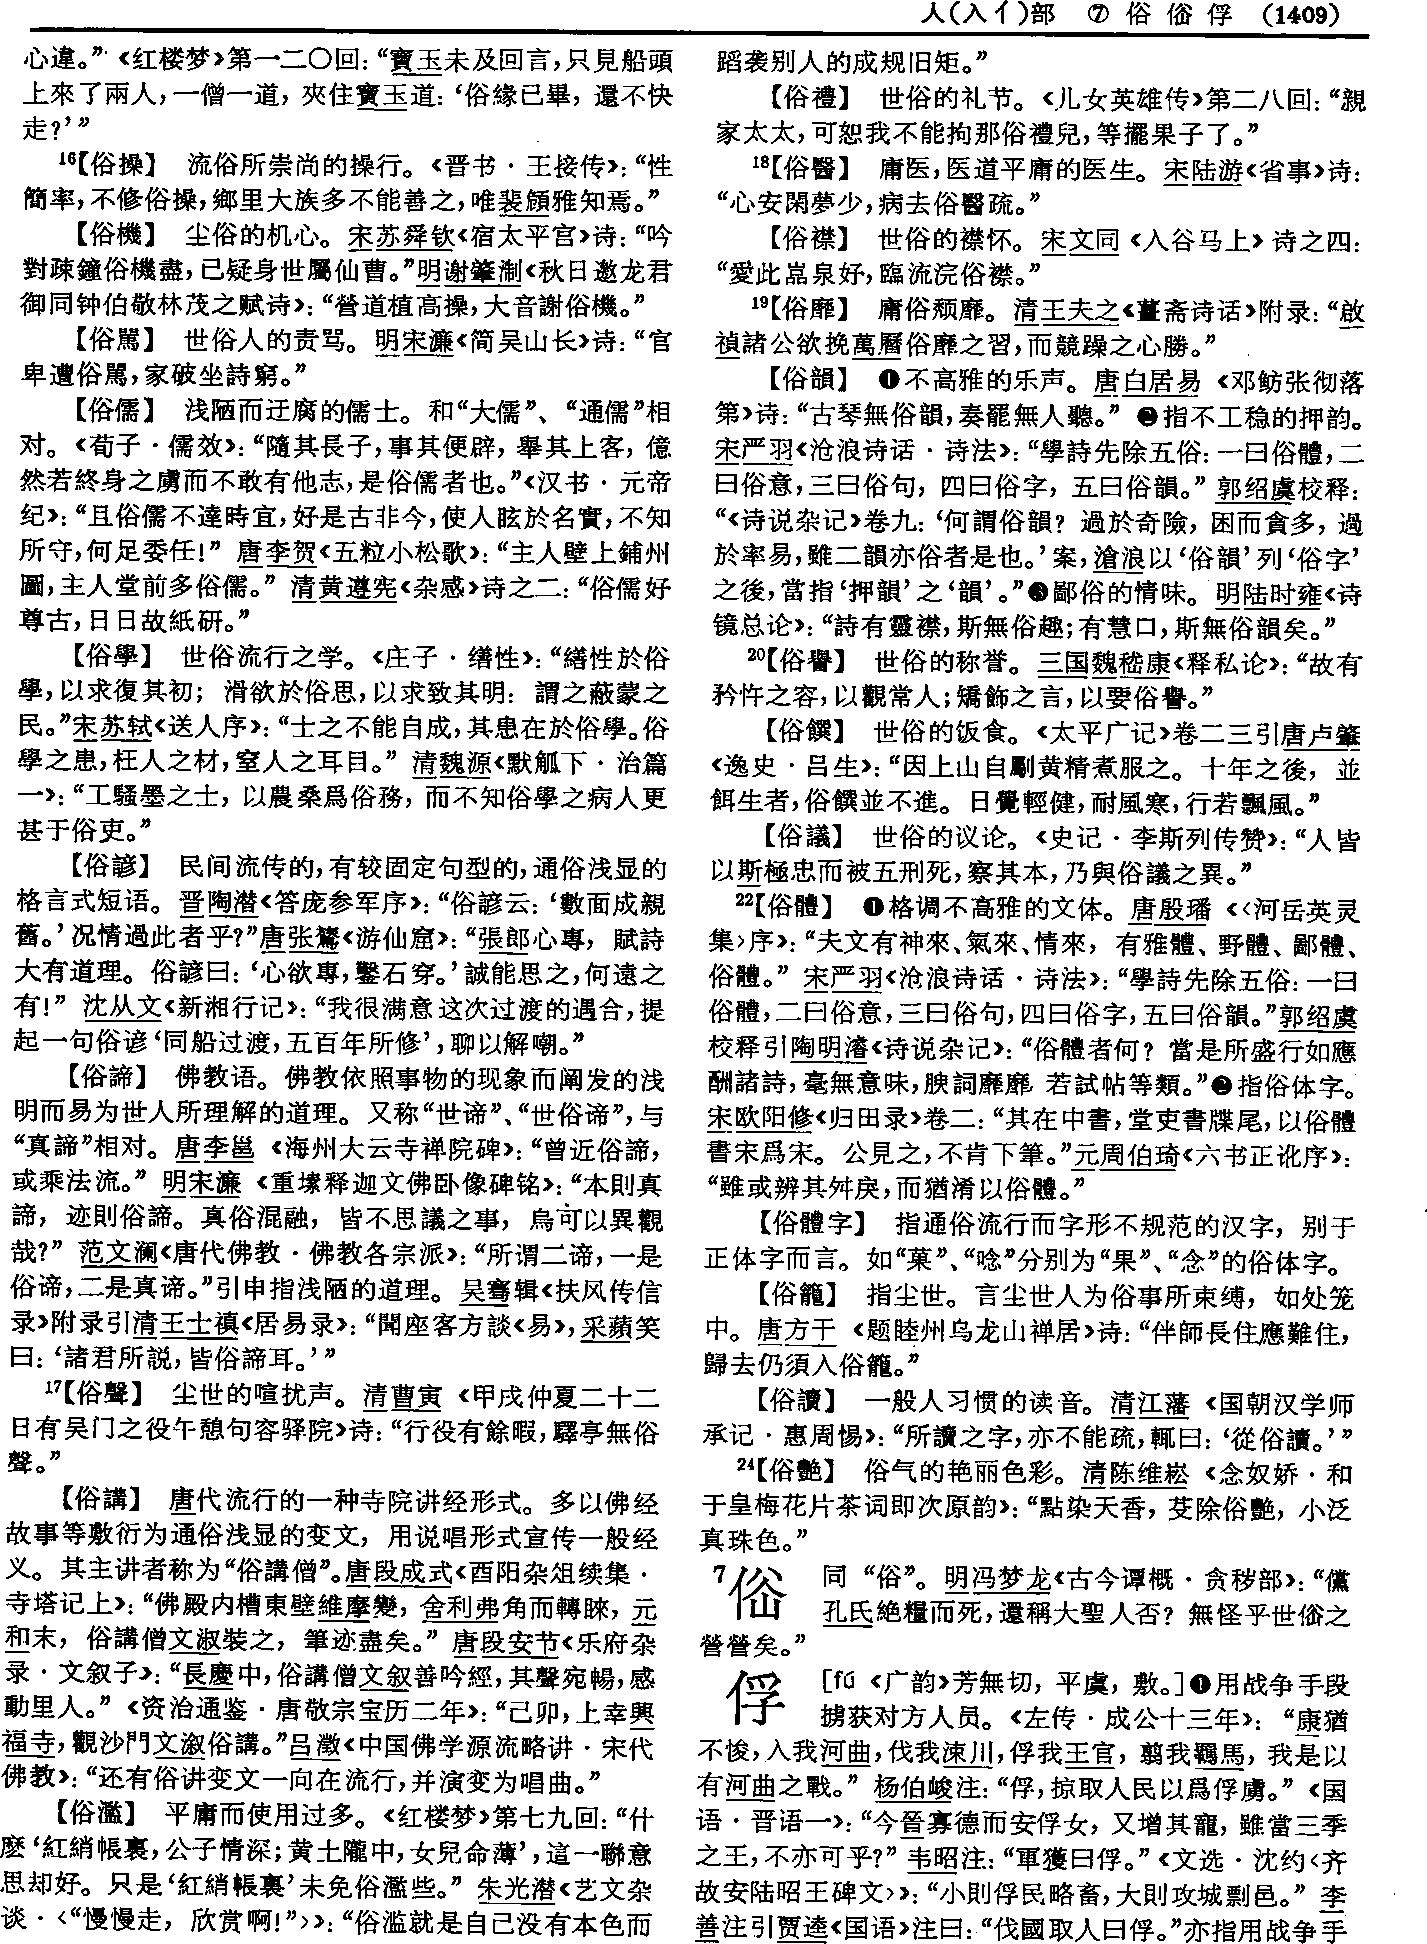 人(入亻)部　⑦ 俗 㑤 俘　(1409)
心違。”《红楼梦》第一二〇回：“寶玉未及回言，只見船頭
上來了兩人，一僧一道，夾住寶玉道：‘俗緣已畢，還不快
走？’”
¹⁶【俗操】　流俗所崇尚的操行。《晋书·王接传》：“性
簡率，不修俗操，鄉里大族多不能善之，唯裴頠雅知焉。”
【俗機】　尘俗的机心。宋苏舜钦《宿太平宫》诗：“吟
對疎鐘俗機盡，已疑身世屬仙曹。”明谢肇淛《秋日邀龙君
御同钟伯敬林茂之赋诗》：“營道植高操，大音謝俗機。”
【俗駡】　世俗人的责骂。明宋濂《简吴山长》诗：“官
卑遭俗駡，家破坐詩窮。”
【俗儒】　浅陋而迂腐的儒士。和“大儒”、“通儒”相
对。《荀子·儒效》：“隨其長子，事其便辟，舉其上客，億
然若終身之虜而不敢有他志，是俗儒者也。”《汉书·元帝
纪》：“且俗儒不達時宜，好是古非今，使人眩於名實，不知
所守，何足委任！”唐李贺《五粒小松歌》：“主人壁上鋪州
圖，主人堂前多俗儒。”清黄遵宪《杂感》诗之二：“俗儒好
尊古，日日故紙研。”
【俗學】　世俗流行之学。《庄子·缮性》：“繕性於俗
學，以求復其初；滑欲於俗思，以求致其明：謂之蔽蒙之
民。”宋苏轼《送人序》：“士之不能自成，其患在於俗學。俗
學之患，枉人之材，窒人之耳目。”清魏源《默觚下·治篇
一》：“工騷墨之士，以農桑爲俗務，而不知俗學之病人更
甚于俗吏。”
【俗諺】　民间流传的，有较固定句型的，通俗浅显的
格言式短语。晋陶潜《答庞参军序》：“俗諺云：‘數面成親
舊。’况情過此者乎？”唐张鷟《游仙窟》：“張郎心專，賦詩
大有道理。俗諺曰：‘心欲專，鑿石穿。’誠能思之，何遠之
有！”沈从文《新湘行记》：“我很满意这次过渡的遇合，提
起一句俗谚‘同船过渡，五百年所修’，聊以解嘲。”
【俗諦】　佛教语。佛教依照事物的现象而阐发的浅
明而易为世人所理解的道理。又称“世谛”、“世俗谛”，与
“真諦”相对。唐李邕《海州大云寺禅院碑》：“曾近俗諦，
或乘法流。”明宋濂《重塐释迦文佛卧像碑铭》：“本則真
諦，迹則俗諦。真俗混融，皆不思議之事，烏可以異觀
哉？”范文澜《唐代佛教·佛教各宗派》：“所谓二谛，一是
俗谛，二是真谛。”引申指浅陋的道理。吴骞辑《扶风传信
录》附录引清王士禛《居易录》：“聞座客方談《易》，采蘋笑
曰：‘諸君所説，皆俗諦耳。’”
¹⁷【俗聲】　尘世的喧扰声。清曹寅《甲戌仲夏二十二
日有吴门之役午憩句容驿院》诗：“行役有餘暇，驛亭無俗
聲。”
【俗講】　唐代流行的一种寺院讲经形式。多以佛经
故事等敷衍为通俗浅显的变文，用说唱形式宣传一般经
义。其主讲者称为“俗講僧”。唐段成式《酉阳杂俎续集·
寺塔记上》：“佛殿内槽東壁維摩變，舍利弗角而轉睞，元
和末，俗講僧文淑裝之，筆迹盡矣。”唐段安节《乐府杂
录·文叙子》：“長慶中，俗講僧文叙善吟經，其聲宛暢，感
動里人。”《资治通鉴·唐敬宗宝历二年》：“己卯，上幸興
福寺，觀沙門文溆俗講。”吕澂《中国佛学源流略讲·宋代
佛教》：“还有俗讲变文一向在流行，并演变为唱曲。”
【俗濫】　平庸而使用过多。《红楼梦》第七九回：“什
麽‘紅綃帳裏，公子情深；黄土隴中，女兒命薄’，這一聯意
思却好。只是‘紅綃帳裏’未免俗濫些。”朱光潜《艺文杂
谈·〈“慢慢走，欣赏啊！”〉》：“俗滥就是自己没有本色而
蹈袭别人的成规旧矩。”
【俗禮】　世俗的礼节。《儿女英雄传》第二八回：“親
家太太，可恕我不能拘那俗禮兒，等擺果子了。”
¹⁸【俗醫】　庸医，医道平庸的医生。宋陆游《省事》诗：
“心安閑夢少，病去俗醫疏。”
【俗襟】　世俗的襟怀。宋文同《入谷马上》诗之四：
“愛此嵓泉好，臨流浣俗襟。”
¹⁹【俗靡】　庸俗颓靡。清王夫之《薑斋诗话》附录：“啟
禎諸公欲挽萬曆俗靡之習，而競躁之心勝。”
【俗韻】　❶不高雅的乐声。唐白居易《邓鲂张彻落
第》诗：“古琴無俗韻，奏罷無人聽。”❷指不工稳的押韵。
宋严羽《沧浪诗话·诗法》：“學詩先除五俗：一曰俗體，二
曰俗意，三曰俗句，四曰俗字，五曰俗韻。”郭绍虞校释：
“《诗说杂记》卷九：‘何謂俗韻？過於奇險，困而貪多，過
於率易，雖二韻亦俗者是也。’案，滄浪以‘俗韻’列‘俗字’
之後，當指‘押韻’之‘韻’。”❸鄙俗的情味。明陆时雍《诗
镜总论》：“詩有靈襟，斯無俗趣；有慧口，斯無俗韻矣。”
²⁰【俗譽】　世俗的称誉。三国魏嵇康《释私论》：“故有
矜忤之容，以觀常人；矯飾之言，以要俗譽。”
【俗饌】　世俗的饭食。《太平广记》卷二三引唐卢肇
《逸史·吕生》：“因上山自劚黄精煮服之。十年之後，並
餌生者，俗饌並不進。日覺輕健，耐風寒，行若飄風。”
【俗議】　世俗的议论。《史记·李斯列传赞》：“人皆
以斯極忠而被五刑死，察其本，乃與俗議之異。”
²²【俗體】　❶格调不高雅的文体。唐殷璠《〈河岳英灵
集〉序》：“夫文有神來、氣來、情來，有雅體、野體、鄙體、
俗體。”宋严羽《沧浪诗话·诗法》：“學詩先除五俗：一曰
俗體，二曰俗意，三曰俗句，四曰俗字，五曰俗韻。”郭绍虞
校释引陶明濬《诗说杂记》：“俗體者何？當是所盛行如應
酬諸詩，毫無意味，腴詞靡靡 若試帖等類。”❷指俗体字。
宋欧阳修《归田录》卷二：“其在中書，堂吏書牒尾，以俗體
書宋爲宋。公見之，不肯下筆。”元周伯琦《六书正讹序》：
“雖或辨其舛戾，而猶淆以俗體。”
【俗體字】　指通俗流行而字形不规范的汉字，别于
正体字而言。如“菓”、“唸”分别为“果”、“念”的俗体字。
【俗籠】　指尘世。言尘世人为俗事所束缚，如处笼
中。唐方干《题睦州乌龙山禅居》诗：“伴師長住應難住，
歸去仍須入俗籠。”
【俗讀】　一般人习惯的读音。清江藩《国朝汉学师
承记·惠周惕》：“所讀之字，亦不能疏，輒曰：‘從俗讀。’”
²⁴【俗艷】　俗气的艳丽色彩。清陈维崧《念奴娇·和
于皇梅花片茶词即次原韵》：“點染天香，芟除俗艷，小泛
真珠色。”
⁷㑤　同“俗”。明冯梦龙《古今谭概·贪秽部》：“儻
孔氏絶糧而死，還稱大聖人否？無怪乎世㑤之
營營矣。”
俘　[fú《广韵》芳無切，平虞，敷。]❶用战争手段
掳获对方人员。《左传·成公十三年》：“康猶
不悛，入我河曲，伐我涑川，俘我王官，翦我羈馬，我是以
有河曲之戰。”杨伯峻注：“俘，掠取人民以爲俘虜。”《国
语·晋语一》：“今晉寡德而安俘女，又增其寵，雖當三季
之王，不亦可乎？”韦昭注：“軍獲曰俘。”《文选·沈约〈齐
故安陆昭王碑文〉》：“小則俘民略畜，大則攻城剽邑。”李
善注引贾逵《国语》注曰：“伐國取人曰俘。”亦指用战争手